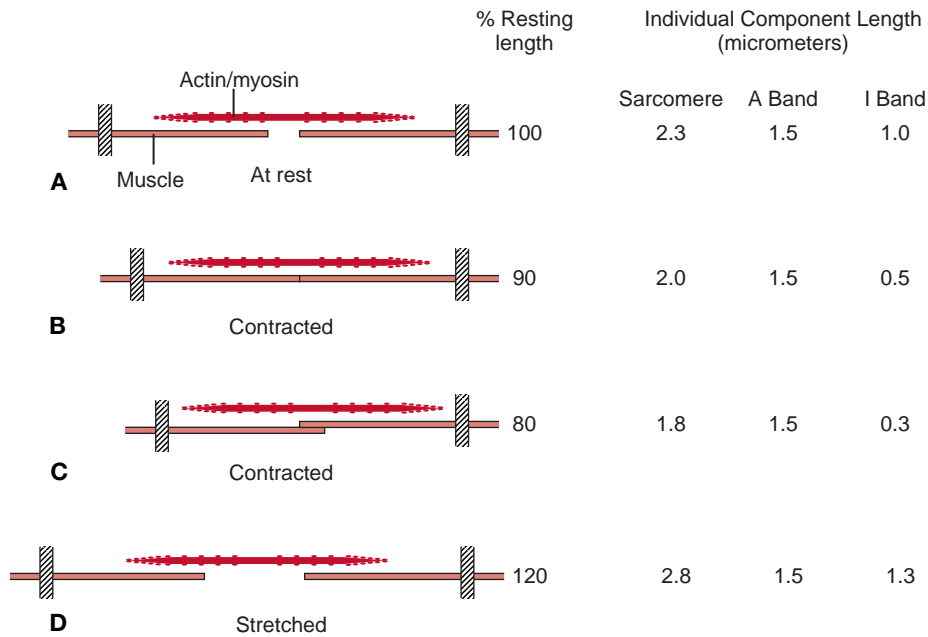 % Resting length
Individual Component Length (micrometers)
Actin/myosin
Sarcomere A Band I Band
100 2.3 1.5 1.0
Muscle At rest
A
90 2.0 1.5 0.5
B
Contracted
80 1.8 1.5 0.3
C Contracted
120 2.8 1.5 1.3
D Stretched